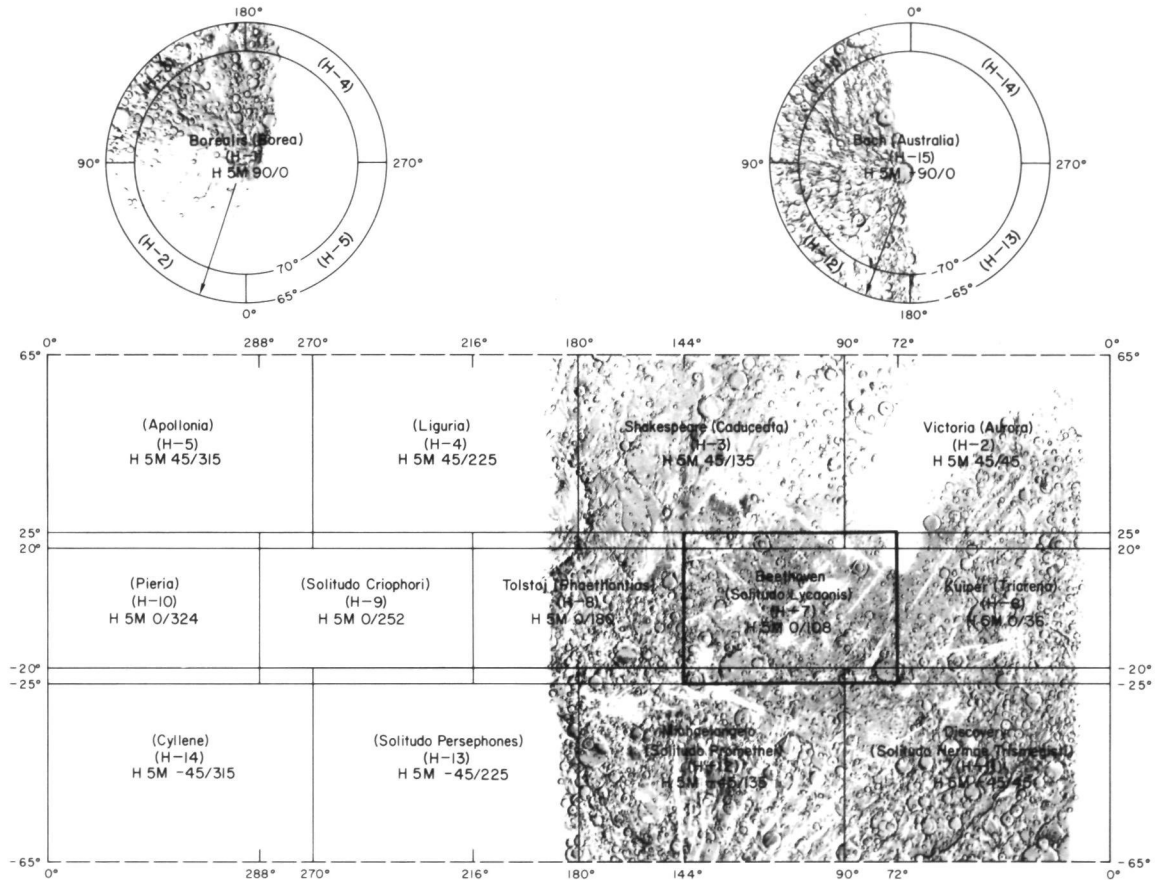 180°
(H-3)
(H-4)
90°
Borealis (Borea)
(H-1)
H 5M 90/0
270°
(H-2)
(H-5)
70°
65°
0°
0°
(H-11)
(H-14)
90°
Bach (Australia)
(H-15)
H 5M -90/0
270°
(H-12)
(H-13)
-70°
-65°
180°
0° 288° 270° 216° 180° 144° 90° 72° 0°
65° 65°
(Apollonia)
(H-5)
H 5M 45/315
(Liguria)
(H-4)
H 5M 45/225
Shakespeare (Caduceata)
(H-3)
H 5M 45/135
Victoria (Aurora)
(H-2)
H 5M 45/45
25° 25°
20° 20°
(Pieria)
(H-10)
H 5M 0/324
(Solitudo Criophori)
(H-9)
H 5M 0/252
Tolstoj (Phaethontias)
(H-8)
H 5M 0/180
Beethoven
(Solitudo Lycaonis)
(H-7)
H 5M 0/108
Kuiper (Tricrena)
(H-6)
H 5M 0/36
-20° -20°
-25° -25°
(Cyllene)
(H-14)
H 5M -45/315
(Solitudo Persephones)
(H-13)
H 5M -45/225
Michelangelo
(Solitudo Promethei)
(H-12)
H 5M -45/135
Discovery
(Solitudo Hermae Trismegisti)
(H-11)
H 5M -45/45
-65° -65°
0° 288° 270° 216° 180° 144° 90° 72° 0°